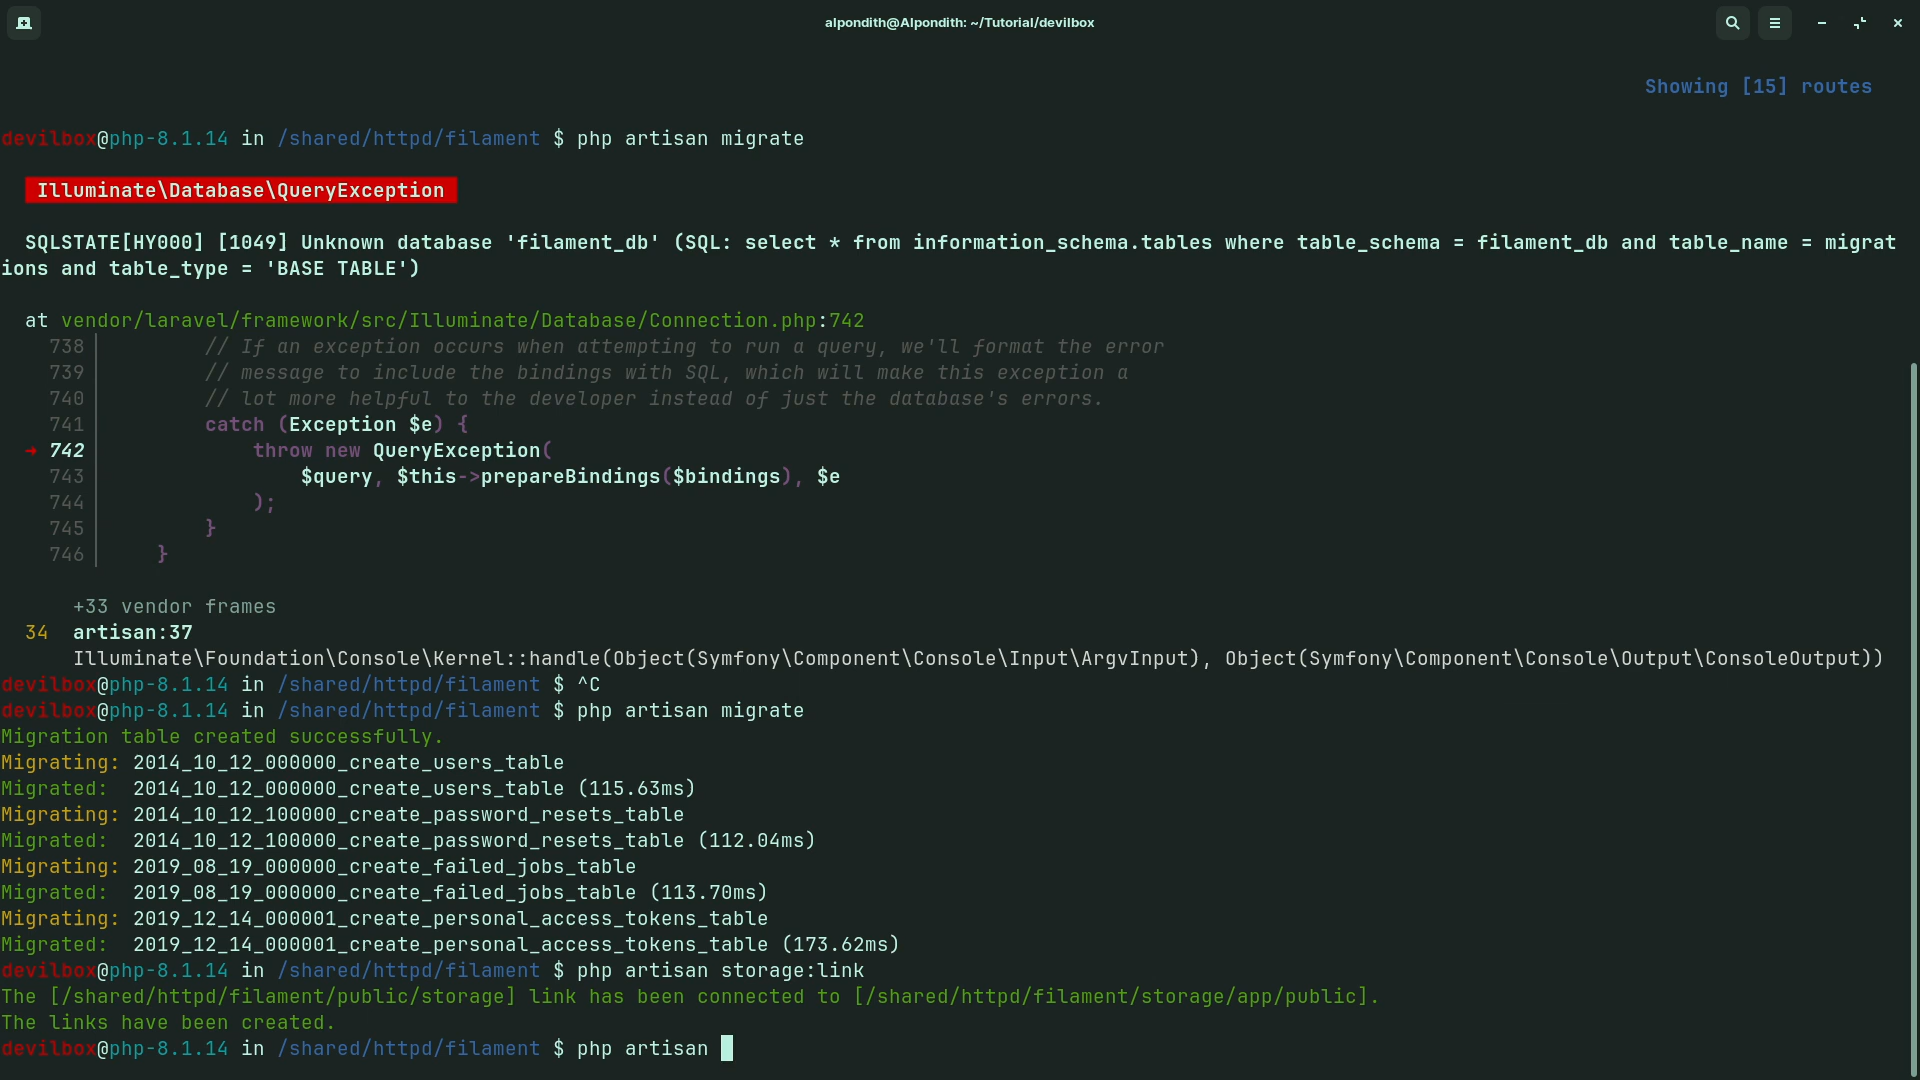 alpondith@Alpondith: ~/Tutorial/devilbox
Showing [15] routes
devilbox@php-8.1.14 in /shared/httpd/filament $ php artisan migrate
Illuminate\Database\QueryException
SQLSTATE[HY000] [1049] Unknown database 'filament_db' (SQL: select * from information_schema.tables where table_schema = filament_db and table_name = migrat
ions and table_type = 'BASE TABLE')
at vendor/laravel/framework/src/Illuminate/Database/Connection.php:742
738 // If an exception occurs when attempting to run a query, we'll format the error
739 // message to include the bindings with SQL, which will make this exception a
740 // lot more helpful to the developer instead of just the database's errors.
741 catch (Exception $e) {
➜ 742 throw new QueryException(
743 $query, $this->prepareBindings($bindings), $e
744 );
745 }
746 }
+33 vendor frames
34 artisan:37
Illuminate\Foundation\Console\Kernel::handle(Object(Symfony\Component\Console\Input\ArgvInput), Object(Symfony\Component\Console\Output\ConsoleOutput))
devilbox@php-8.1.14 in /shared/httpd/filament $ ^C
devilbox@php-8.1.14 in /shared/httpd/filament $ php artisan migrate
Migration table created successfully.
Migrating: 2014_10_12_000000_create_users_table
Migrated:  2014_10_12_000000_create_users_table (115.63ms)
Migrating: 2014_10_12_100000_create_password_resets_table
Migrated:  2014_10_12_100000_create_password_resets_table (112.04ms)
Migrating: 2019_08_19_000000_create_failed_jobs_table
Migrated:  2019_08_19_000000_create_failed_jobs_table (113.70ms)
Migrating: 2019_12_14_000001_create_personal_access_tokens_table
Migrated:  2019_12_14_000001_create_personal_access_tokens_table (173.62ms)
devilbox@php-8.1.14 in /shared/httpd/filament $ php artisan storage:link
The [/shared/httpd/filament/public/storage] link has been connected to [/shared/httpd/filament/storage/app/public].
The links have been created.
devilbox@php-8.1.14 in /shared/httpd/filament $ php artisan